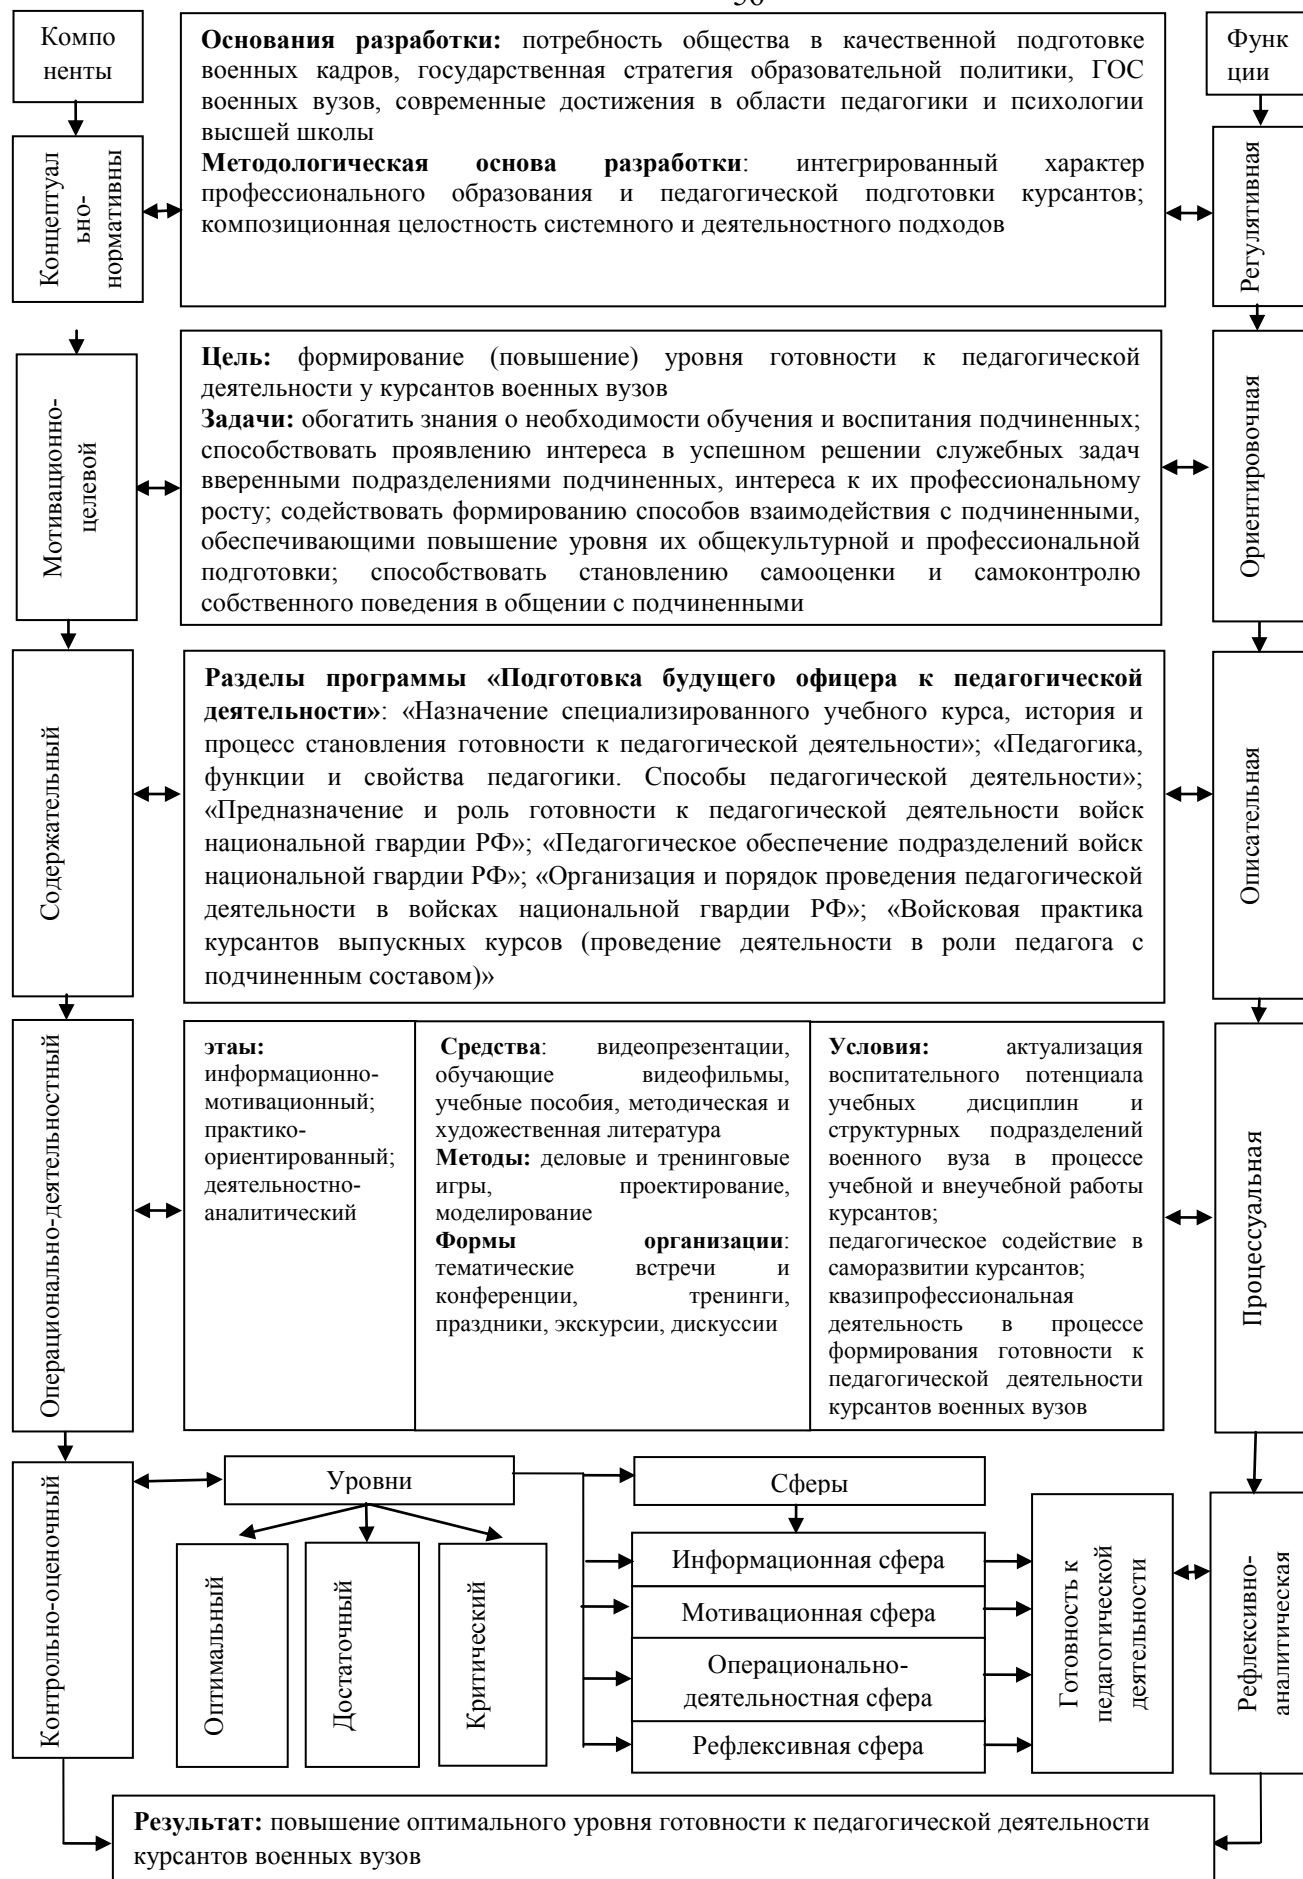 Компо
ненты
Основания разработки: потребность общества в качественной подготовке
военных кадров, государственная стратегия образовательной политики, ГОС
военных вузов, современные достижения в области педагогики и психологии
высшей школы
Методологическая основа разработки: интегрированный характер
профессионального образования и педагогической подготовки курсантов;
композиционная целостность системного и деятельностного подходов
Функ
ции
Концептуал
ьно-
нормативны
Регулятивная
Мотивационно-
целевой
Цель: формирование (повышение) уровня готовности к педагогической
деятельности у курсантов военных вузов
Задачи: обогатить знания о необходимости обучения и воспитания подчиненных;
способствовать проявлению интереса в успешном решении служебных задач
вверенными подразделениями подчиненных, интереса к их профессиональному
росту; содействовать формированию способов взаимодействия с подчиненными,
обеспечивающими повышение уровня их общекультурной и профессиональной
подготовки; способствовать становлению самооценки и самоконтролю
собственного поведения в общении с подчиненными
Ориентировочная
Содержательный
Разделы программы «Подготовка будущего офицера к педагогической
деятельности»: «Назначение специализированного учебного курса, история и
процесс становления готовности к педагогической деятельности»; «Педагогика,
функции и свойства педагогики. Способы педагогической деятельности»;
«Предназначение и роль готовности к педагогической деятельности войск
национальной гвардии РФ»; «Педагогическое обеспечение подразделений войск
национальной гвардии РФ»; «Организация и порядок проведения педагогической
деятельности в войсках национальной гвардии РФ»; «Войсковая практика
курсантов выпускных курсов (проведение деятельности в роли педагога с
подчиненным составом)»
Описательная
Операционально-деятельностный
этаы:
информационно-
мотивационный;
практико-
ориентированный;
деятельностно-
аналитический
Средства: видеопрезентации,
обучающие видеофильмы,
учебные пособия, методическая и
художественная литература
Методы: деловые и тренинговые
игры, проектирование,
моделирование
Формы организации:
тематические встречи и
конференции, тренинги,
праздники, экскурсии, дискуссии
Условия: актуализация
воспитательного потенциала
учебных дисциплин и
структурных подразделений
военного вуза в процессе
учебной и внеучебной работы
курсантов;
педагогическое содействие в
саморазвитии курсантов;
квазипрофессиональная
деятельность в процессе
формирования готовности к
педагогической деятельности
курсантов военных вузов
Процессуальная
Контрольно-оценочный
Уровни
Оптимальный
Достаточный
Критический
Сферы
Информационная сфера
Мотивационная сфера
Операционально-
деятельностная сфера
Рефлексивная сфера
Готовность к
педагогической
деятельности
Рефлексивно-
аналитическая
Результат: повышение оптимального уровня готовности к педагогической деятельности
курсантов военных вузов